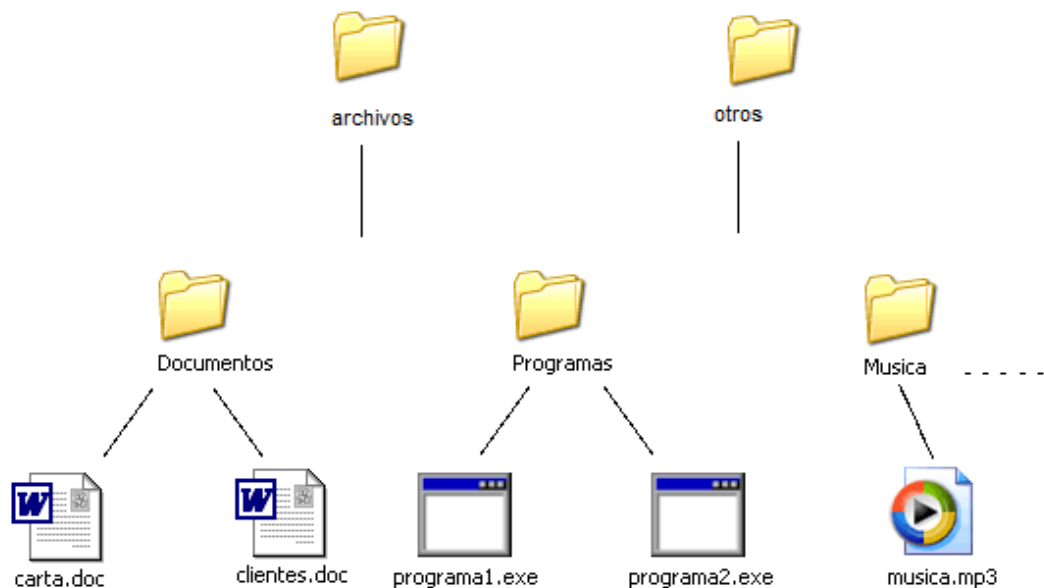 archivos
otros
Documentos
Programas
Musica
carta.doc
clientes.doc
programa1.exe
programa2.exe
musica.mp3